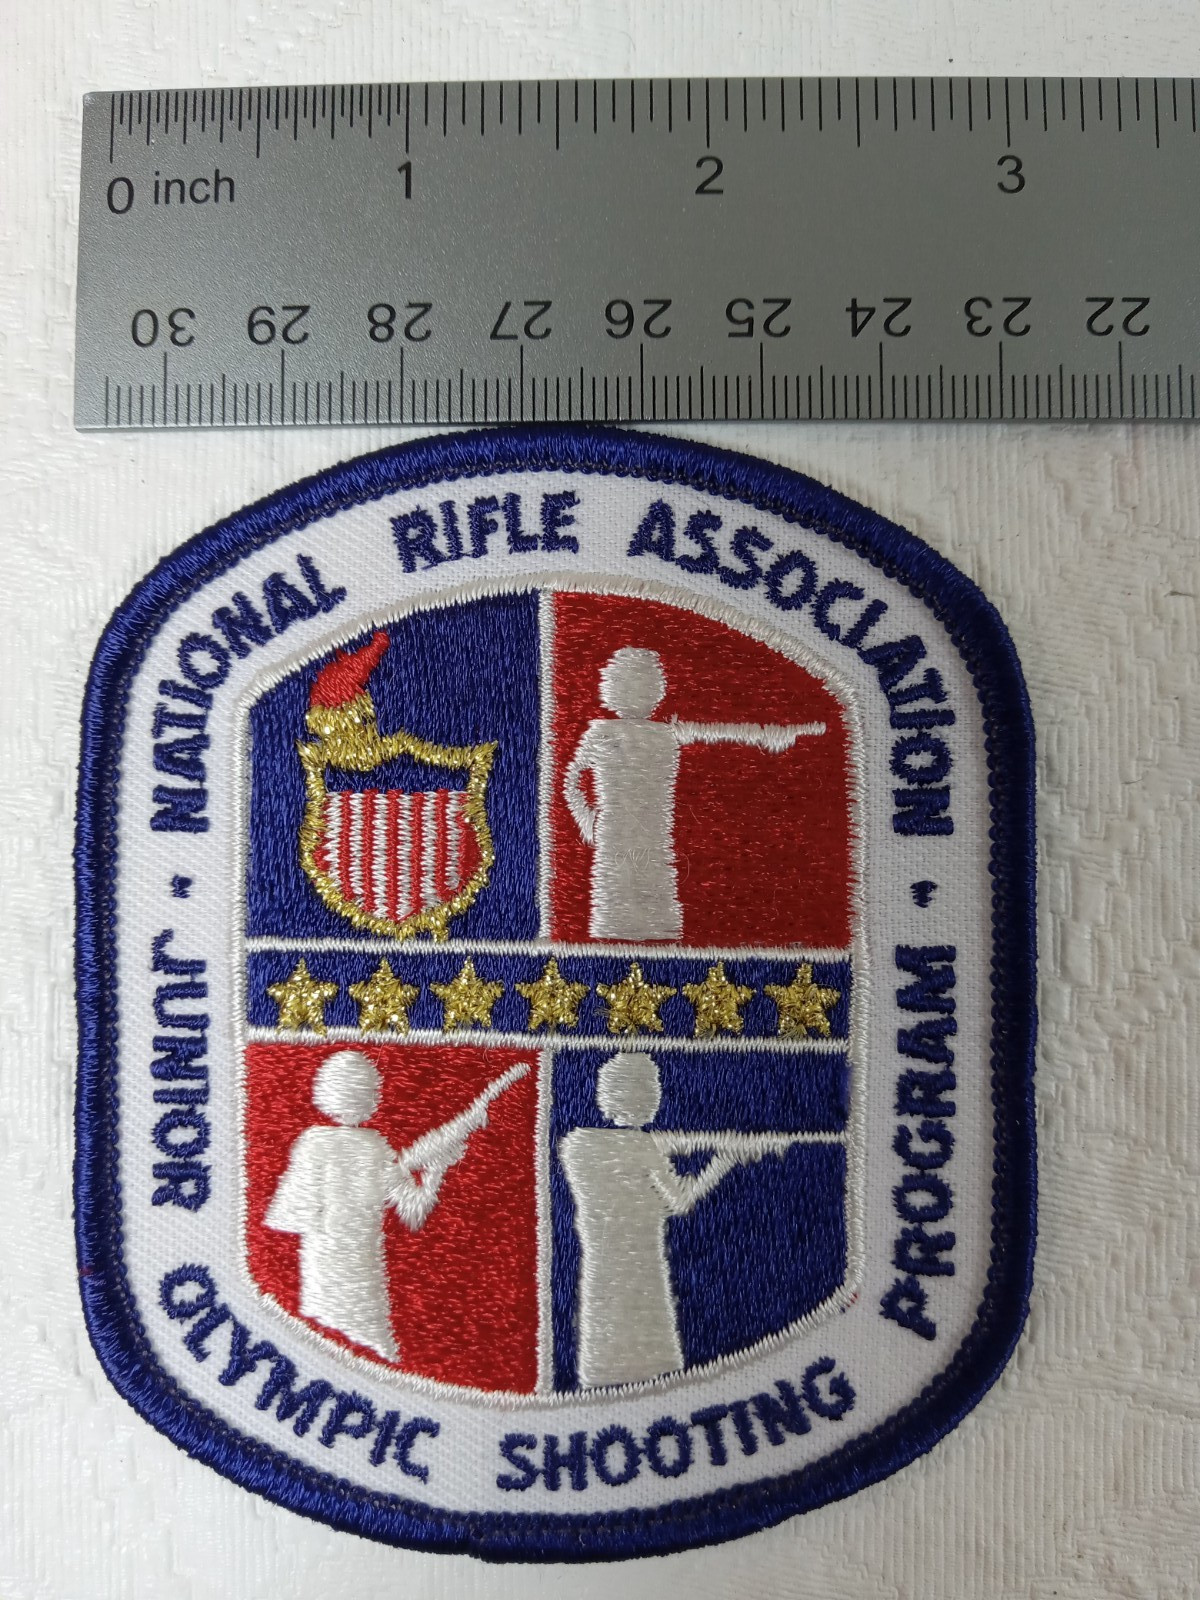 0 inch 1 2 3
30 29 28 27 26 25 24 23 22
· NATIONAL RIFLE ASSOCIATION ·
JUNIOR OLYMPIC SHOOTING PROGRAM